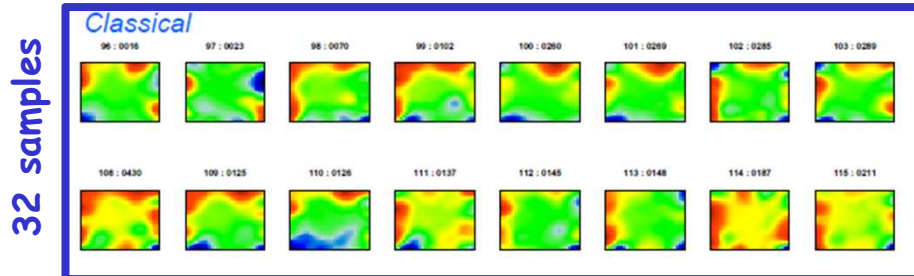 32 samples
Classical
96 : 0016
97 : 0023
98 : 0070
99 : 0102
100 : 0260
101 : 0269
102 : 0285
103 : 0289
108 : 0430
109 : 0125
110 : 0126
111 : 0137
112 : 0145
113 : 0148
114 : 0187
115 : 0211